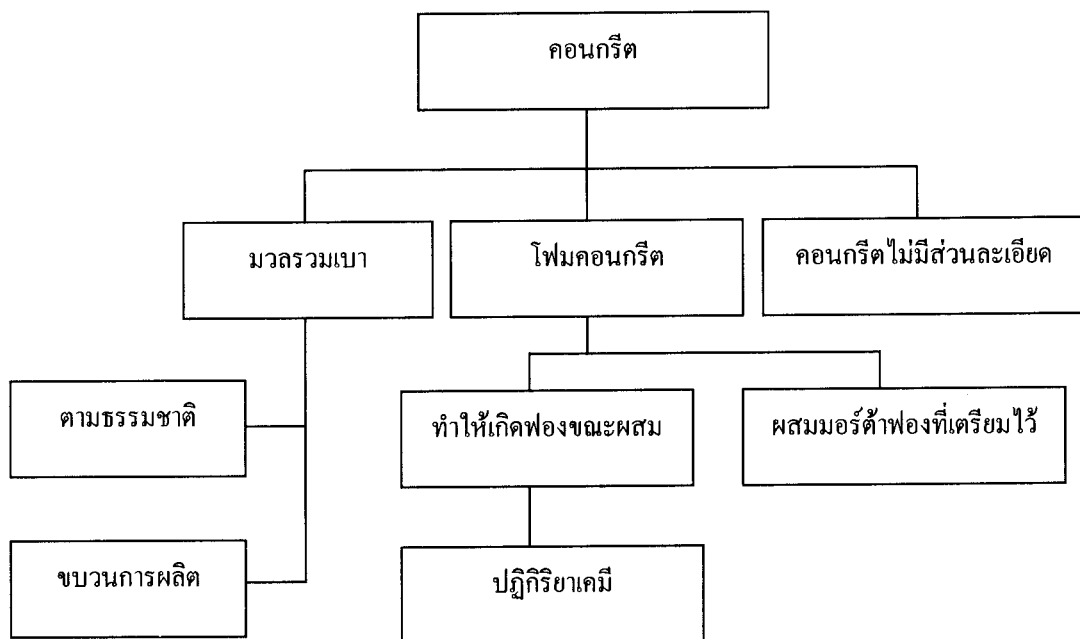 คอนกรีต
มวลรวมเบา
โฟมคอนกรีต
คอนกรีตไม่มีส่วนละเอียด
ตามธรรมชาติ
ทำให้เกิดฟองขณะผสม
ผสมมอร์ต้าฟองที่เตรียมไว้
ขบวนการผลิต
ปฏิกิริยาเคมี